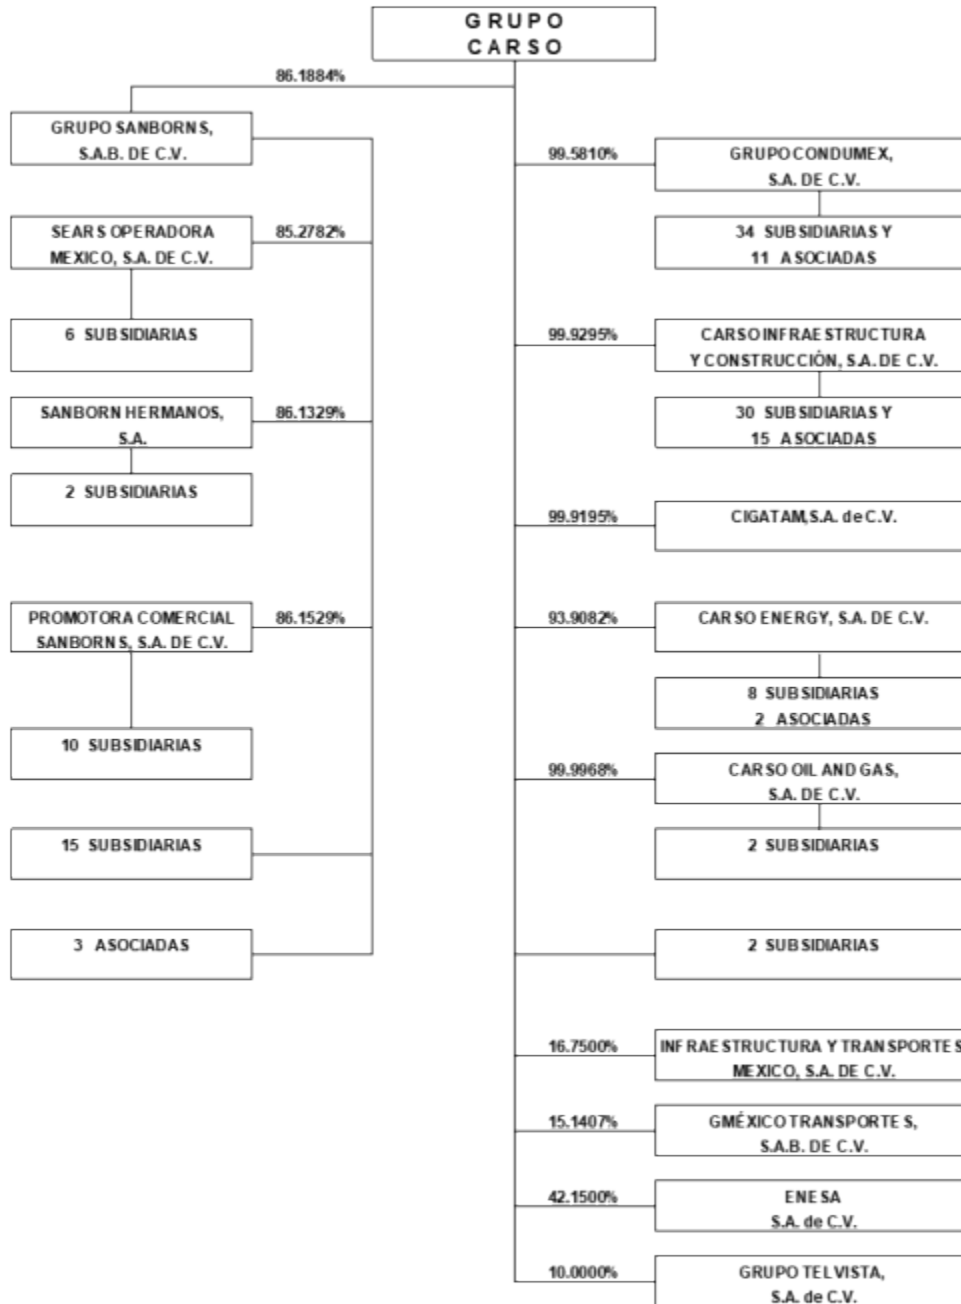 GRUPO
CARSO
86.1884%
GRUPO SANBORNS,
S.A.B. DE C.V.
SEARS OPERADORA
MEXICO, S.A. DE C.V.
85.2782%
6 SUBSIDIARIAS
SANBORN HERMANOS,
S.A.
86.1329%
2 SUBSIDIARIAS
PROMOTORA COMERCIAL
SANBORNS, S.A. DE C.V.
86.1529%
10 SUBSIDIARIAS
15 SUBSIDIARIAS
3 ASOCIADAS
99.5810%
GRUPO CONDUMEX,
S.A. DE C.V.
34 SUBSIDIARIAS Y
11 ASOCIADAS
99.9295%
CARSO INFRAESTRUCTURA
Y CONSTRUCCIÓN, S.A. DE C.V.
30 SUBSIDIARIAS Y
15 ASOCIADAS
99.9195%
CIGATAM,S.A. de C.V.
93.9082%
CARSO ENERGY, S.A. DE C.V.
8 SUBSIDIARIAS
2 ASOCIADAS
99.9968%
CARSO OIL AND GAS,
S.A. DE C.V.
2 SUBSIDIARIAS
2 SUBSIDIARIAS
16.7500%
INFRAESTRUCTURA Y TRANSPORTES
MEXICO, S.A. DE C.V.
15.1407%
GMÉXICO TRANSPORTES,
S.A.B. DE C.V.
42.1500%
ENESA
S.A. de C.V.
10.0000%
GRUPO TELVISTA,
S.A. de C.V.